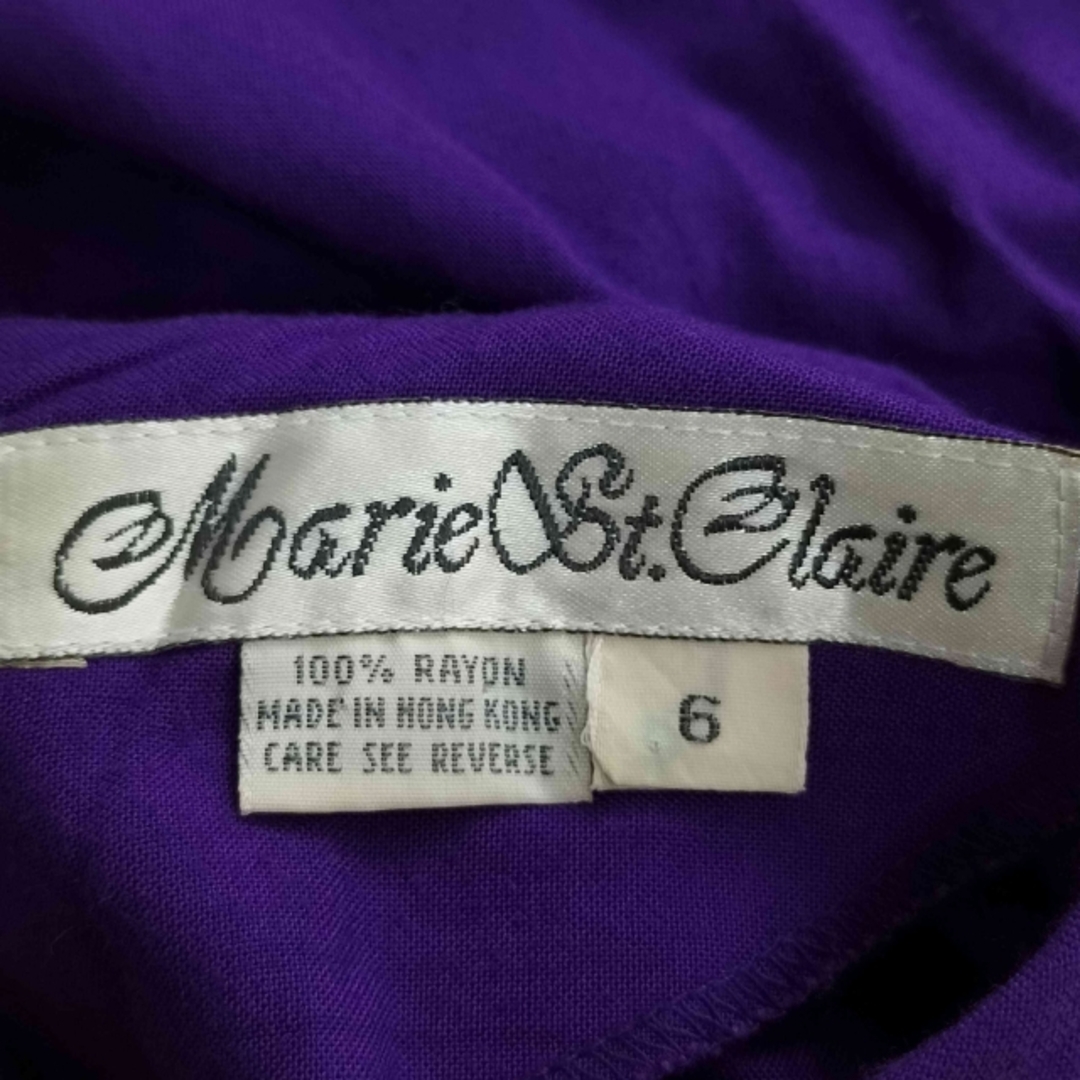 Marie St. Claire
100% RAYON
MADE IN HONG KONG
CARE SEE REVERSE
6